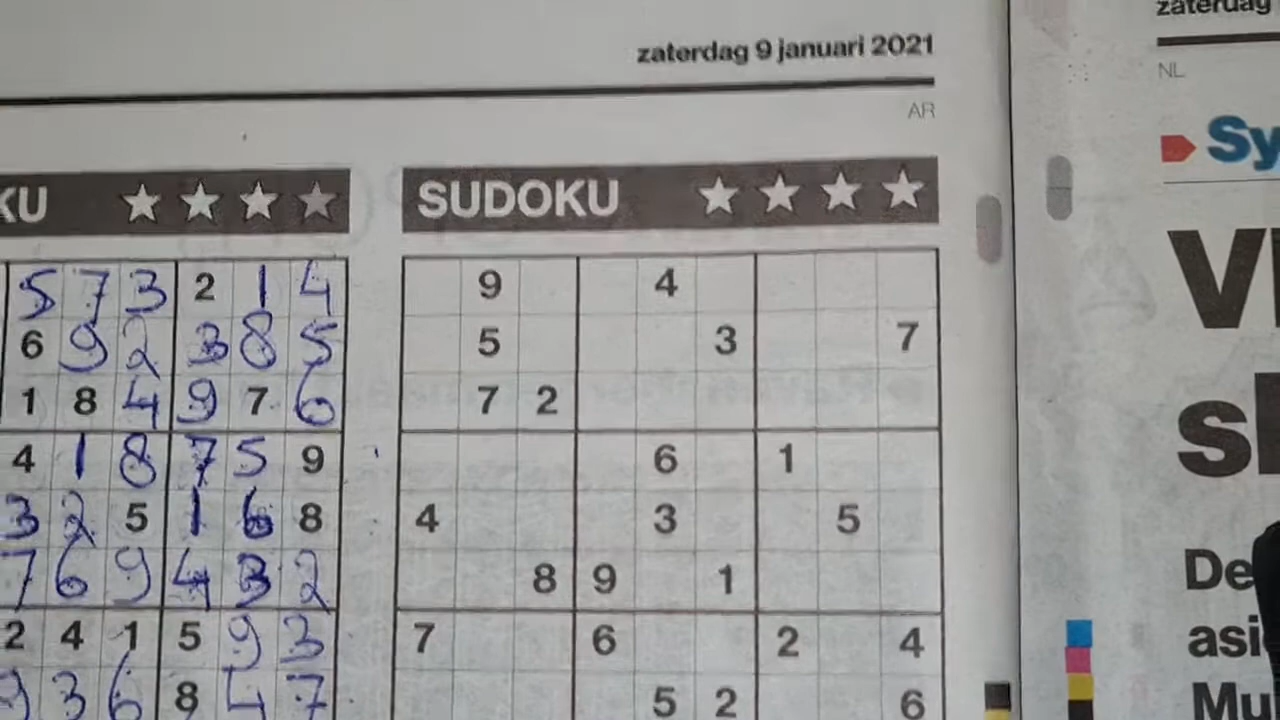 zaterdag 9 januari 2021
zaterdag
AR
NL
Sy
KU ★ ★ ★ ★
SUDOKU ★ ★ ★ ★
V
sl
De
asi
Mu
5 7 3 2 1 4
6 9 2 3 8 5
1 8 4 9 7 6
4 1 8 7 5 9
3 2 5 1 6 8
7 6 9 4 3 2
2 4 1 5 9 3
9 3 6 8 4 7
9 4
5 3 7
7 2
6 1
4 3 5
8 9 1
7 6 2 4
5 2 6